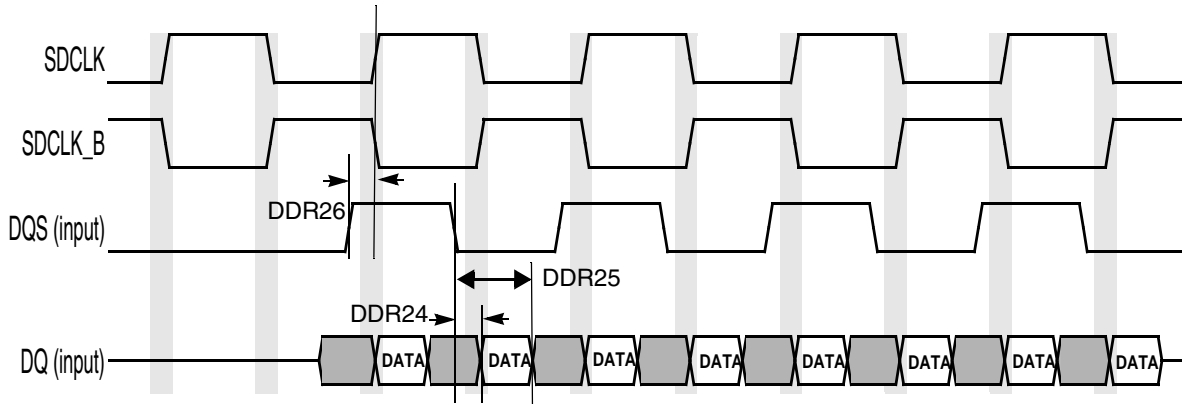 SDCLK
SDCLK_B
DDR26
DQS (input)
DDR25
DDR24
DQ (input)
DATA DATA DATA DATA DATA DATA DATA DATA